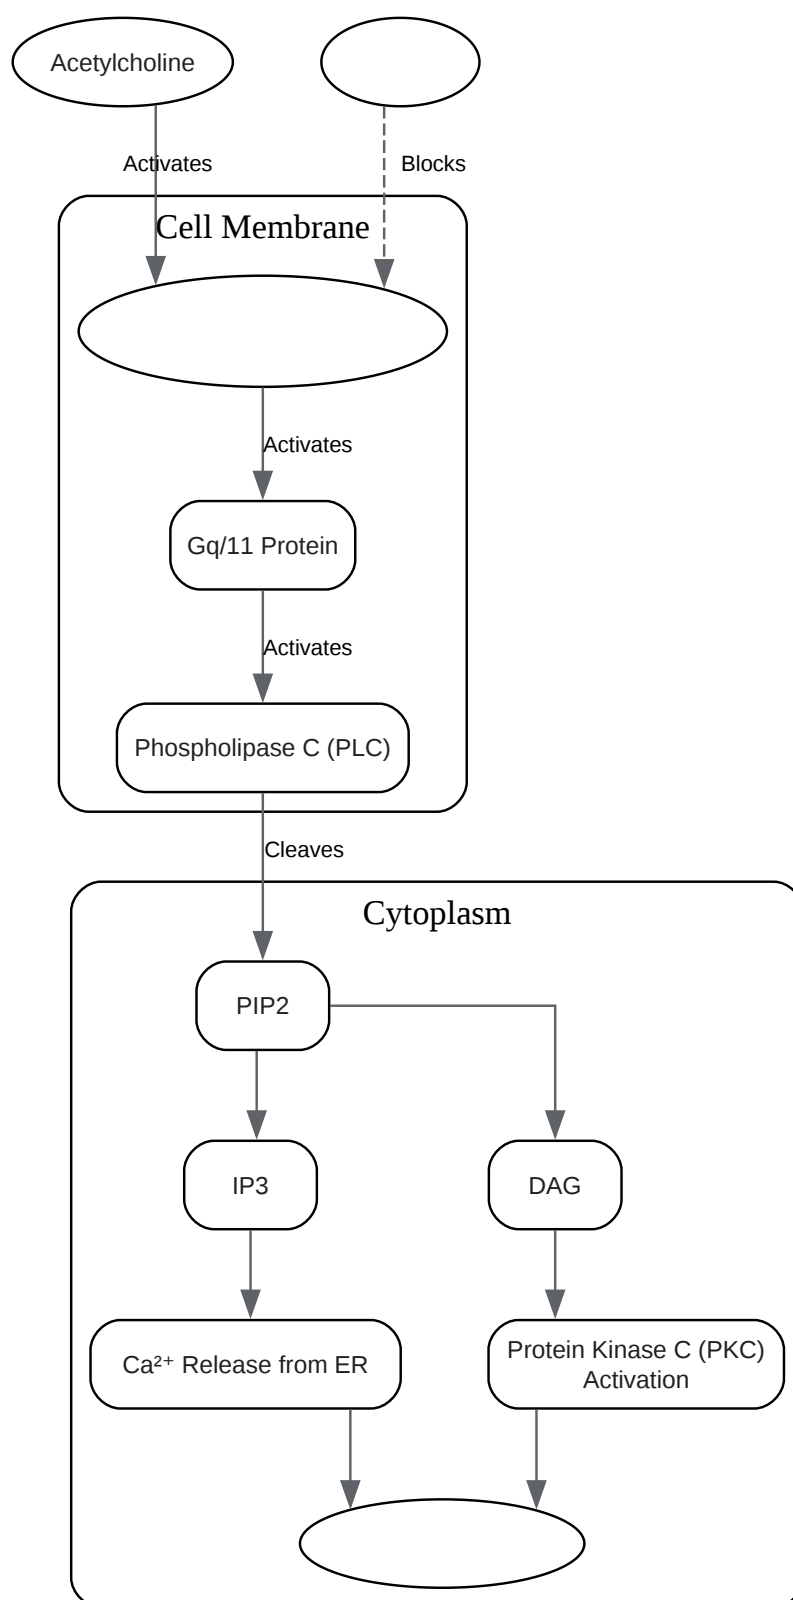 Acetylcholine
Activates
Blocks
Cell Membrane
Activates
Gq/11 Protein
Activates
Phospholipase C (PLC)
Cleaves
Cytoplasm
PIP2
IP3
DAG
Ca²⁺ Release from ER
Protein Kinase C (PKC)
Activation